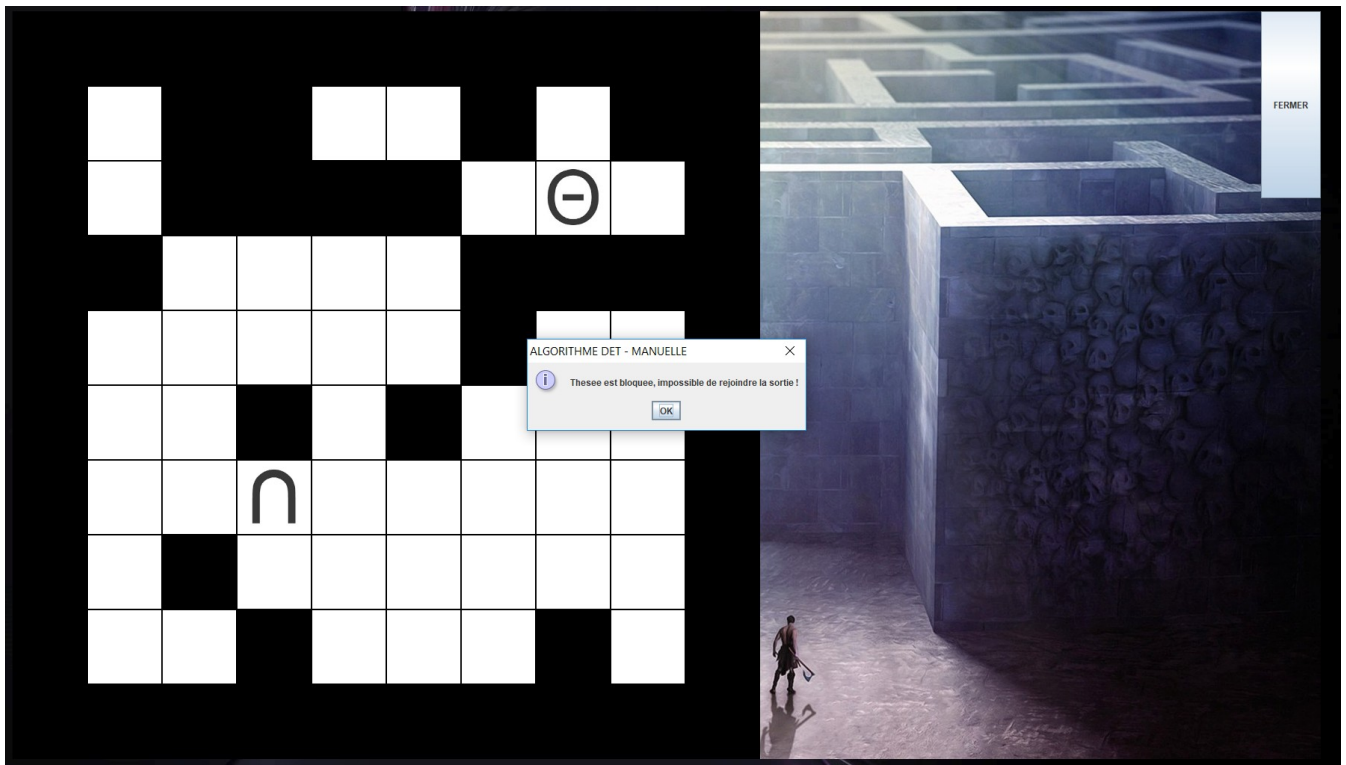 FERMER
Θ
ALGORITHME DET - MANUELLE
Thesee est bloquee, impossible de rejoindre la sortie !
OK
∩